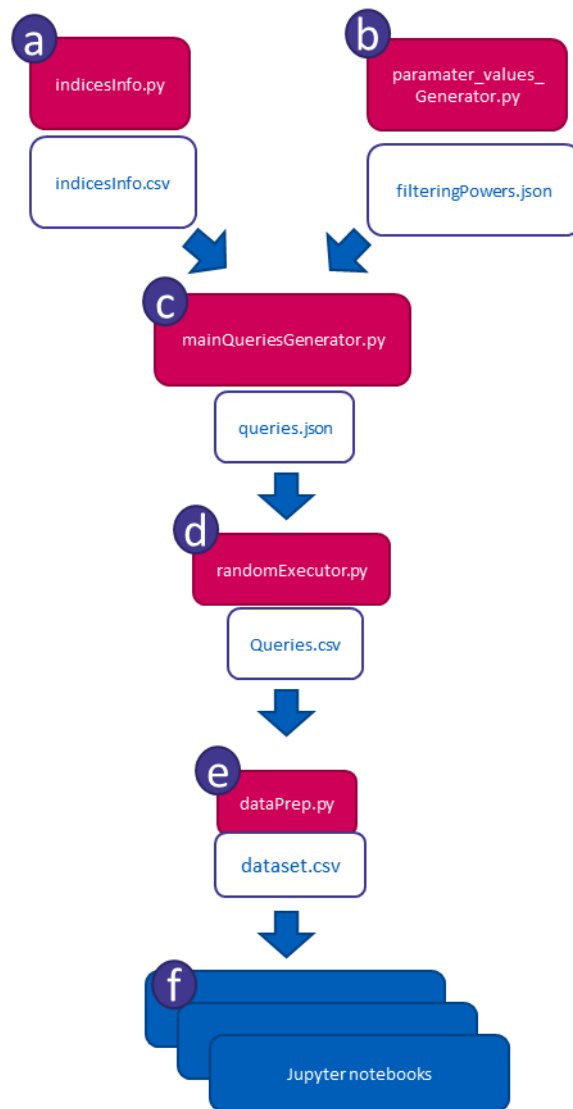 a
indicesInfo.py
indicesInfo.csv
b
paramater_values_
Generator.py
filteringPowers.json
c
mainQueriesGenerator.py
queries.json
d
randomExecutor.py
Queries.csv
e
dataPrep.py
dataset.csv
f
Jupyter notebooks